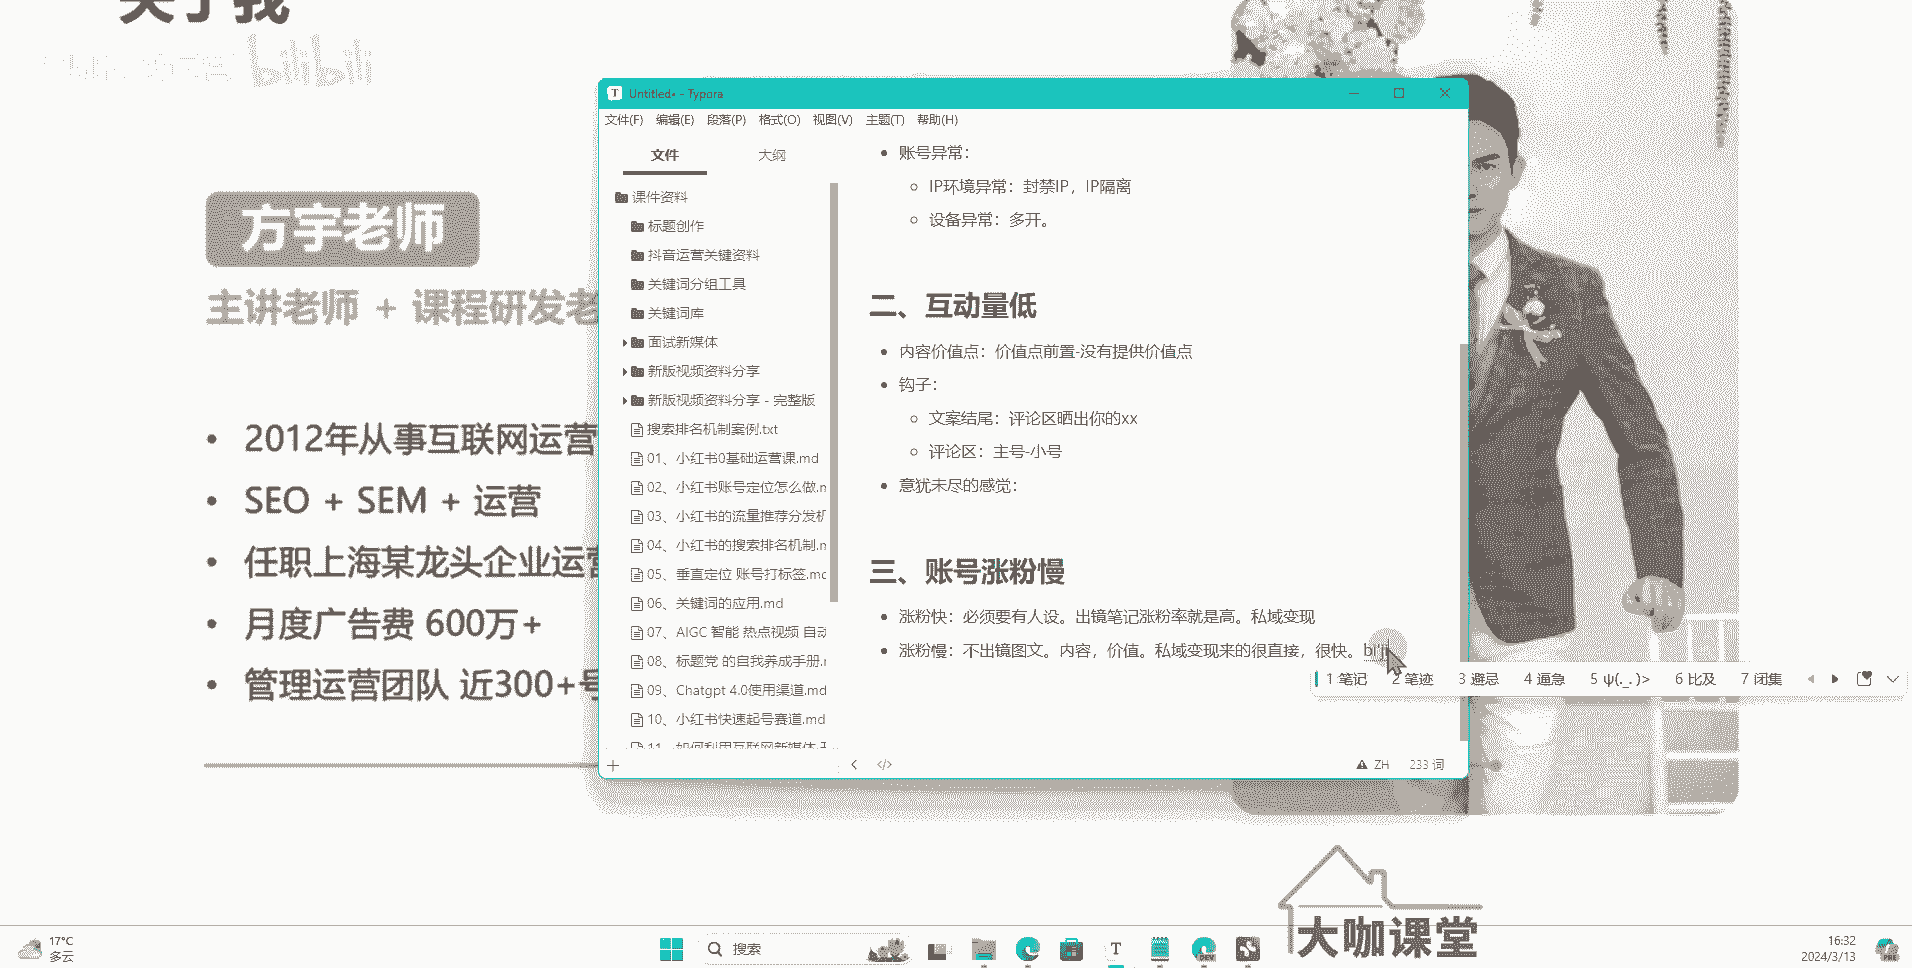 关于我
bilibili
方宇老师
主讲老师 + 课程研发老
2012年从事互联网运营
SEO + SEM + 运营
任职上海某龙头企业运营
月度广告费 600万+
管理运营团队 近300+号
Untitled• - Typora
文件(F) 编辑(E) 段落(P) 格式(O) 视图(V) 主题(T) 帮助(H)
文件 大纲
课件资料
标题创作
抖音运营关键资料
关键词分组工具
关键词库
面试新媒体
新版视频资料分享
新版视频资料分享 - 完整版
搜索排名机制案例.txt
01、小红书0基础运营课.md
02、小红书账号定位怎么做.m
03、小红书的流量推荐分发机
04、小红书的搜索排名机制.m
05、垂直定位 账号打标签.mc
06、关键词的应用.md
07、AIGC 智能 热点视频 自动
08、标题党 的自我养成手册.m
09、Chatgpt 4.0使用渠道.md
10、小红书快速起号赛道.md
11、如何利用互联网新媒体-干
账号异常：
IP环境异常：封禁IP，IP隔离
设备异常：多开。
二、互动量低
内容价值点：价值点前置-没有提供价值点
钩子：
文案结尾：评论区晒出你的xx
评论区：主号-小号
意犹未尽的感觉：
三、账号涨粉慢
涨粉快：必须要有人设。出镜笔记涨粉率就是高。私域变现
涨粉慢：不出镜图文。内容，价值。私域变现来的很直接，很快。bi'ji
1 笔记 2 笔迹 3 避忌 4 逼急 5 ψ(._. )> 6 比及 7 闭集
ZH 233 词
大咖课堂
17°C
多云
搜索
DEV
16:32
2024/3/13
PRE